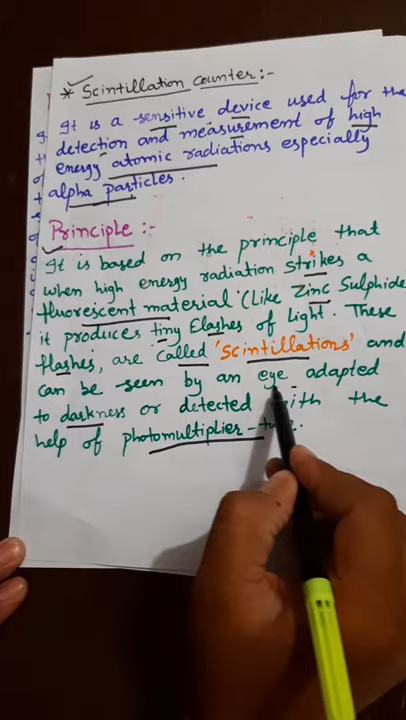 * Scintillation counter:-
It is a sensitive device used for the
detection and measurement of high
energy atomic radiations especially
alpha particles.
Principle :-
It is based on the principle that
when high energy radiation strikes a
fluorescent material (like Zinc Sulphide
it produces tiny Elashes of light. These
flashes, are called 'Scintillations' and
can be seen by an eye adapted
to darkness or detected with the
help of photomultiplier-